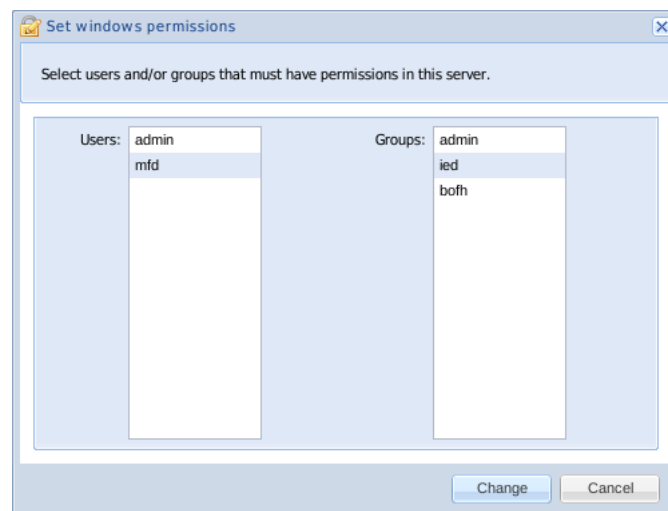 Set windows permissions
Select users and/or groups that must have permissions in this server.
Users: admin
mfd
Groups: admin
ied
bofh
Change Cancel